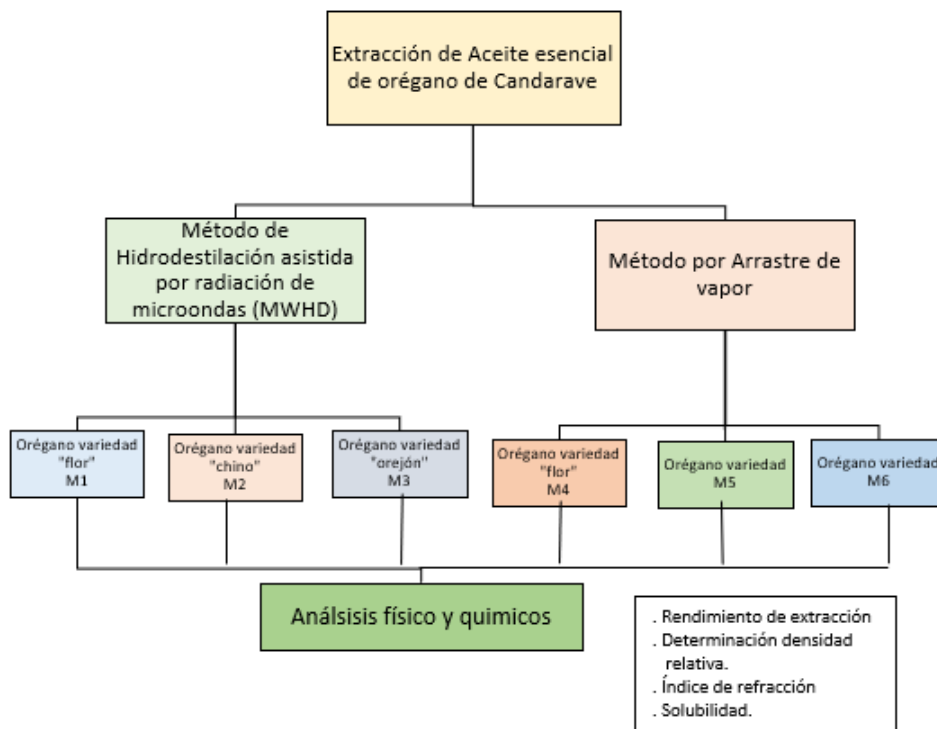 Extracción de Aceite esencial
de orégano de Candarave
Método de
Hidrodestilación asistida
por radiación de
microondas (MWHD)
Método por Arrastre de
vapor
Orégano variedad
"flor"
M1
Orégano variedad
"chino"
M2
Orégano variedad
"orejón"
M3
Orégano variedad
"flor"
M4
Orégano variedad
M5
Orégano variedad
M6
Análsisis físico y quimicos
. Rendimiento de extracción
. Determinación densidad
relativa.
. Índice de refracción
. Solubilidad.